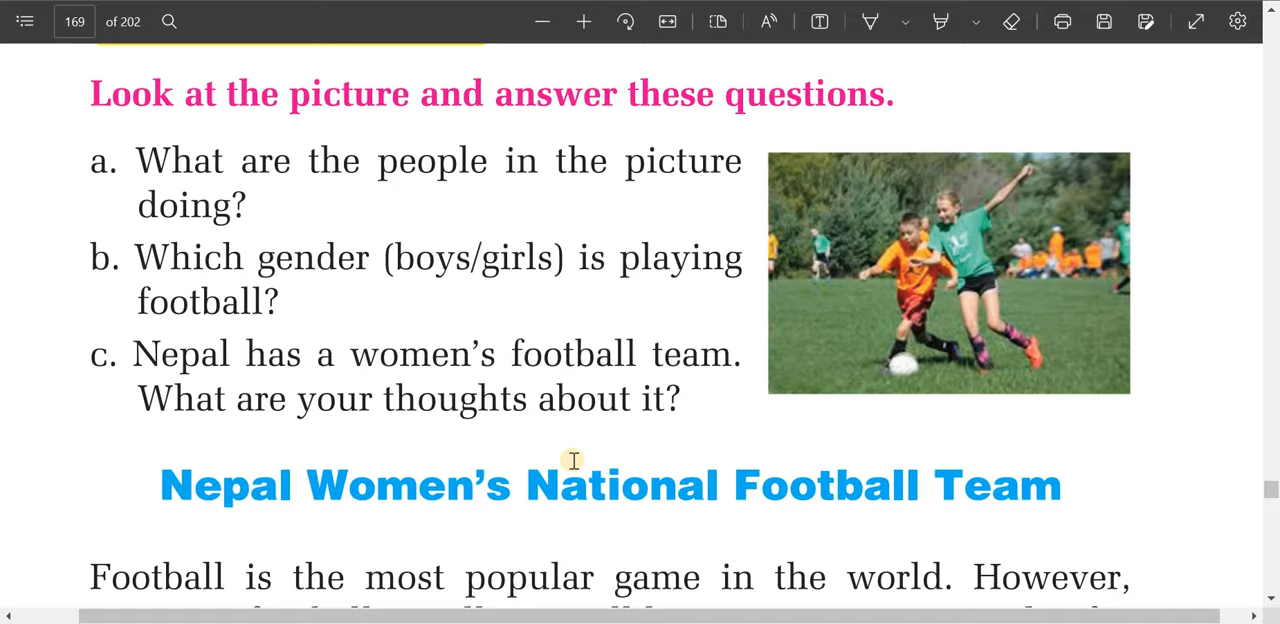 169 of 202
Look at the picture and answer these questions.
a. What are the people in the picture
doing?
b. Which gender (boys/girls) is playing
football?
c. Nepal has a women's football team.
What are your thoughts about it?
Nepal Women's National Football Team
Football is the most popular game in the world. However,